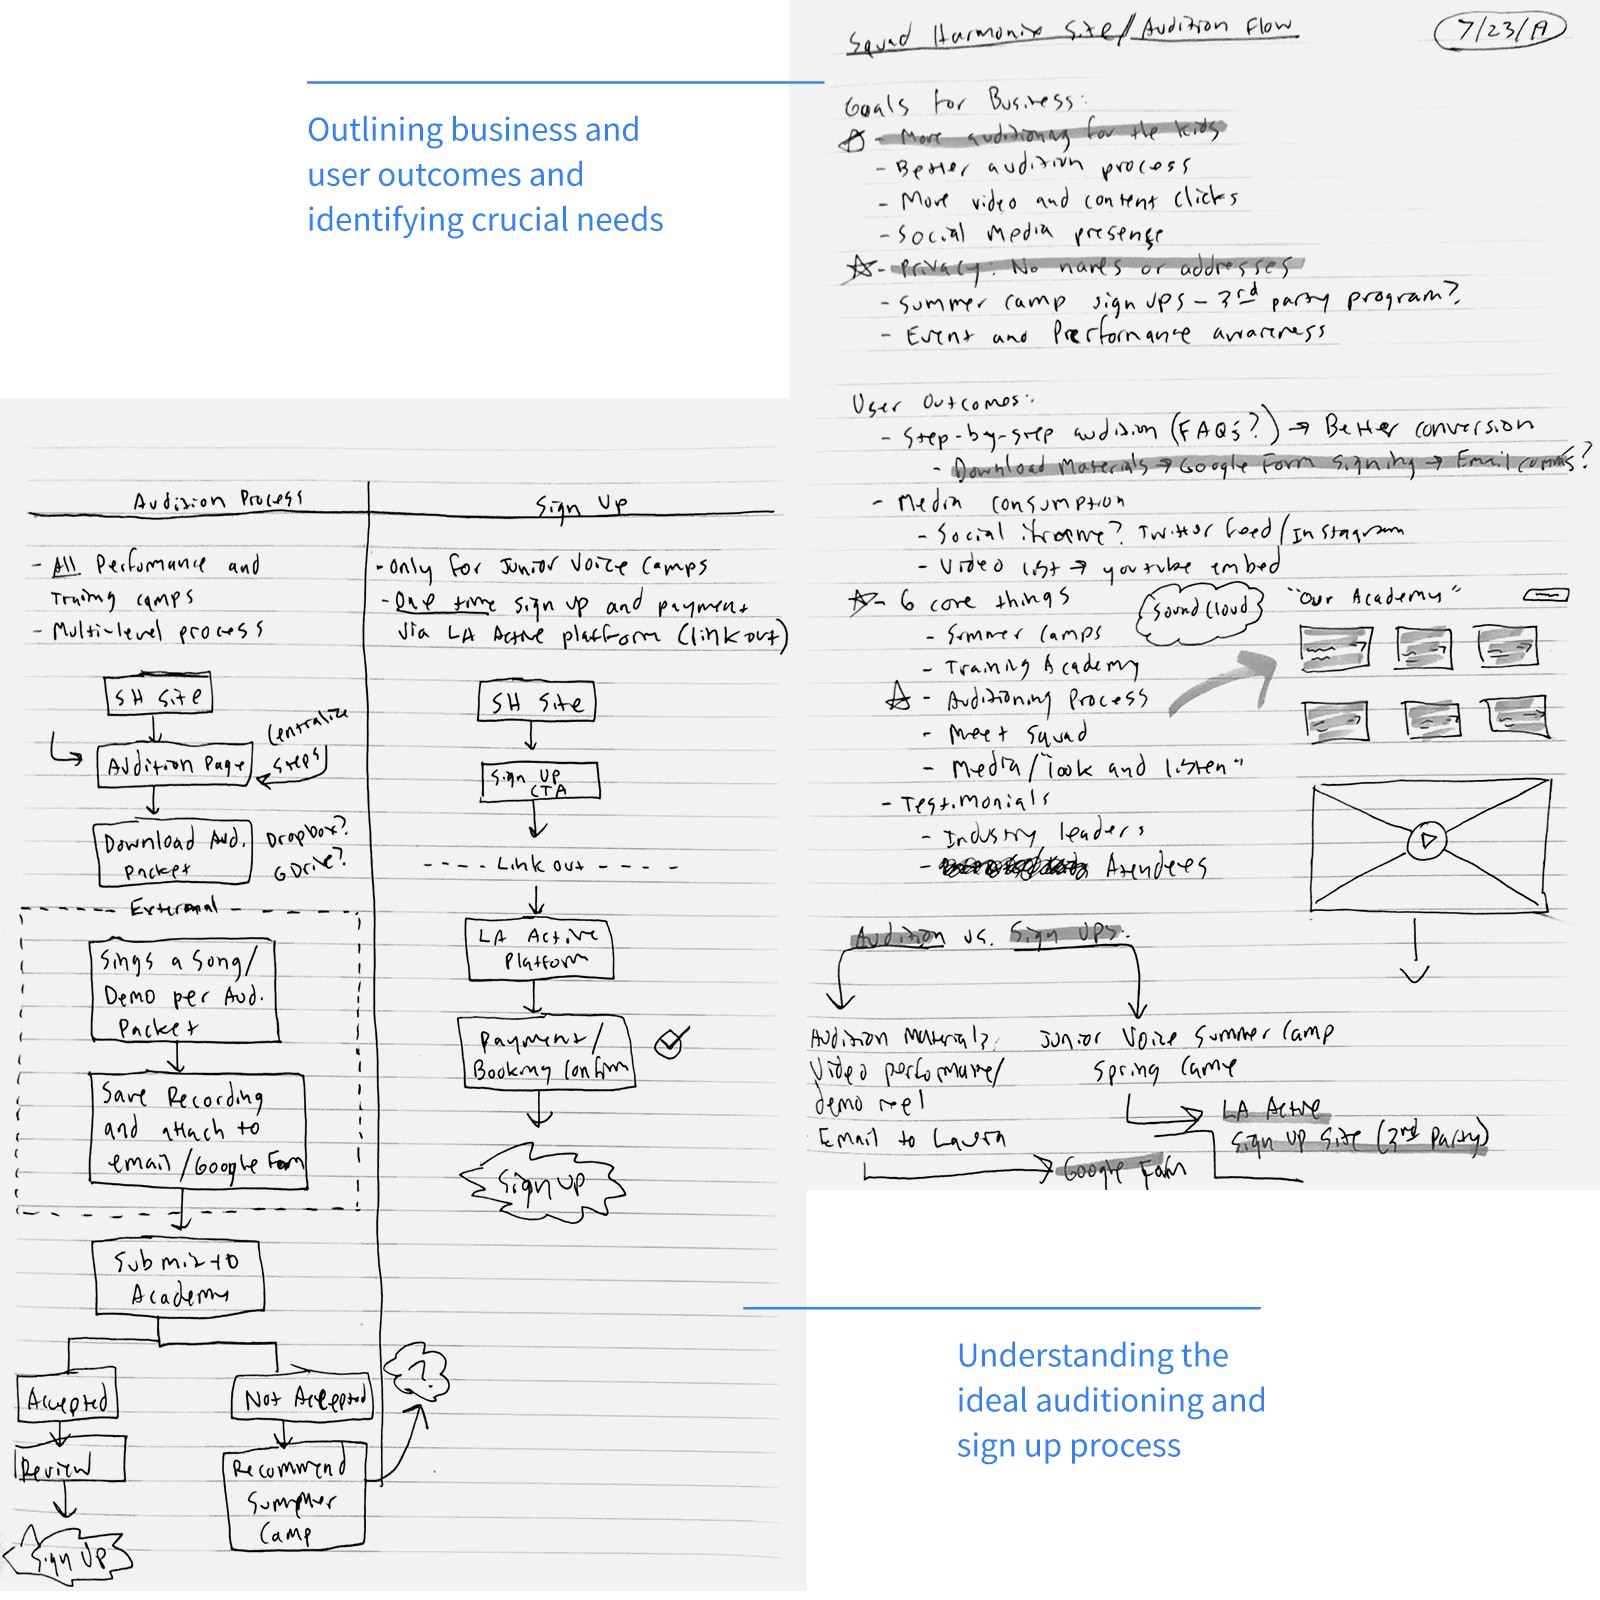 Outlining business and
user outcomes and
identifying crucial needs
Squad Harmonix Site/Audition Flow
7/23/19
Goals for Business:
- More auditioning for the kids
- Better audition process
- More video and content clicks
- Social Media presence
- Privacy: No names or addresses
- Summer camp sign ups - 3rd party program?
- Event and Performance awareness
User Outcomes:
- Step-by-step audition (FAQs?) → Better conversion
- Download Materials → Google Form Signing → Email comms?
- Media consumption
- Social iframe? Twitter feed/Instagram
- Video list → youtube embed
- 6 core things
Sound Cloud
"Our Academy"
- Summer Camps
- Training Academy
- Auditioning Process
- Meet Squad
- Media/"look and listen"
- Testimonials
- Industry leaders
- Attendees
Audition vs. Sign Ups:
Audition Materials:
Video performance/
demo reel
Email to Laura
→ Google Form
Junior Voice Summer Camp
Spring Camp
LA Active
Sign Up Site (3rd Party)
Audition Process
- All Performance and
Training camps
- Multi-level process
SH Site
Audition Page
Centralize
steps
Download Aud.
Packet
Dropbox?
GDrive?
External
Sings a Song/
Demo per Aud.
Packet
Save Recording
and attach to
email/Google Form
Submit to
Academy
Accepted
Review
Sign Up
Not Accepted
Recommend
Summer
Camp
?
Sign Up
- Only for Junior Voice Camps
- One time sign up and payment
via LA Active platform (link out)
SH Site
Sign Up
CTA
---- Link out ----
LA Active
Platform
Payment/
Booking Confirm
Sign Up
Understanding the
ideal auditioning and
sign up process